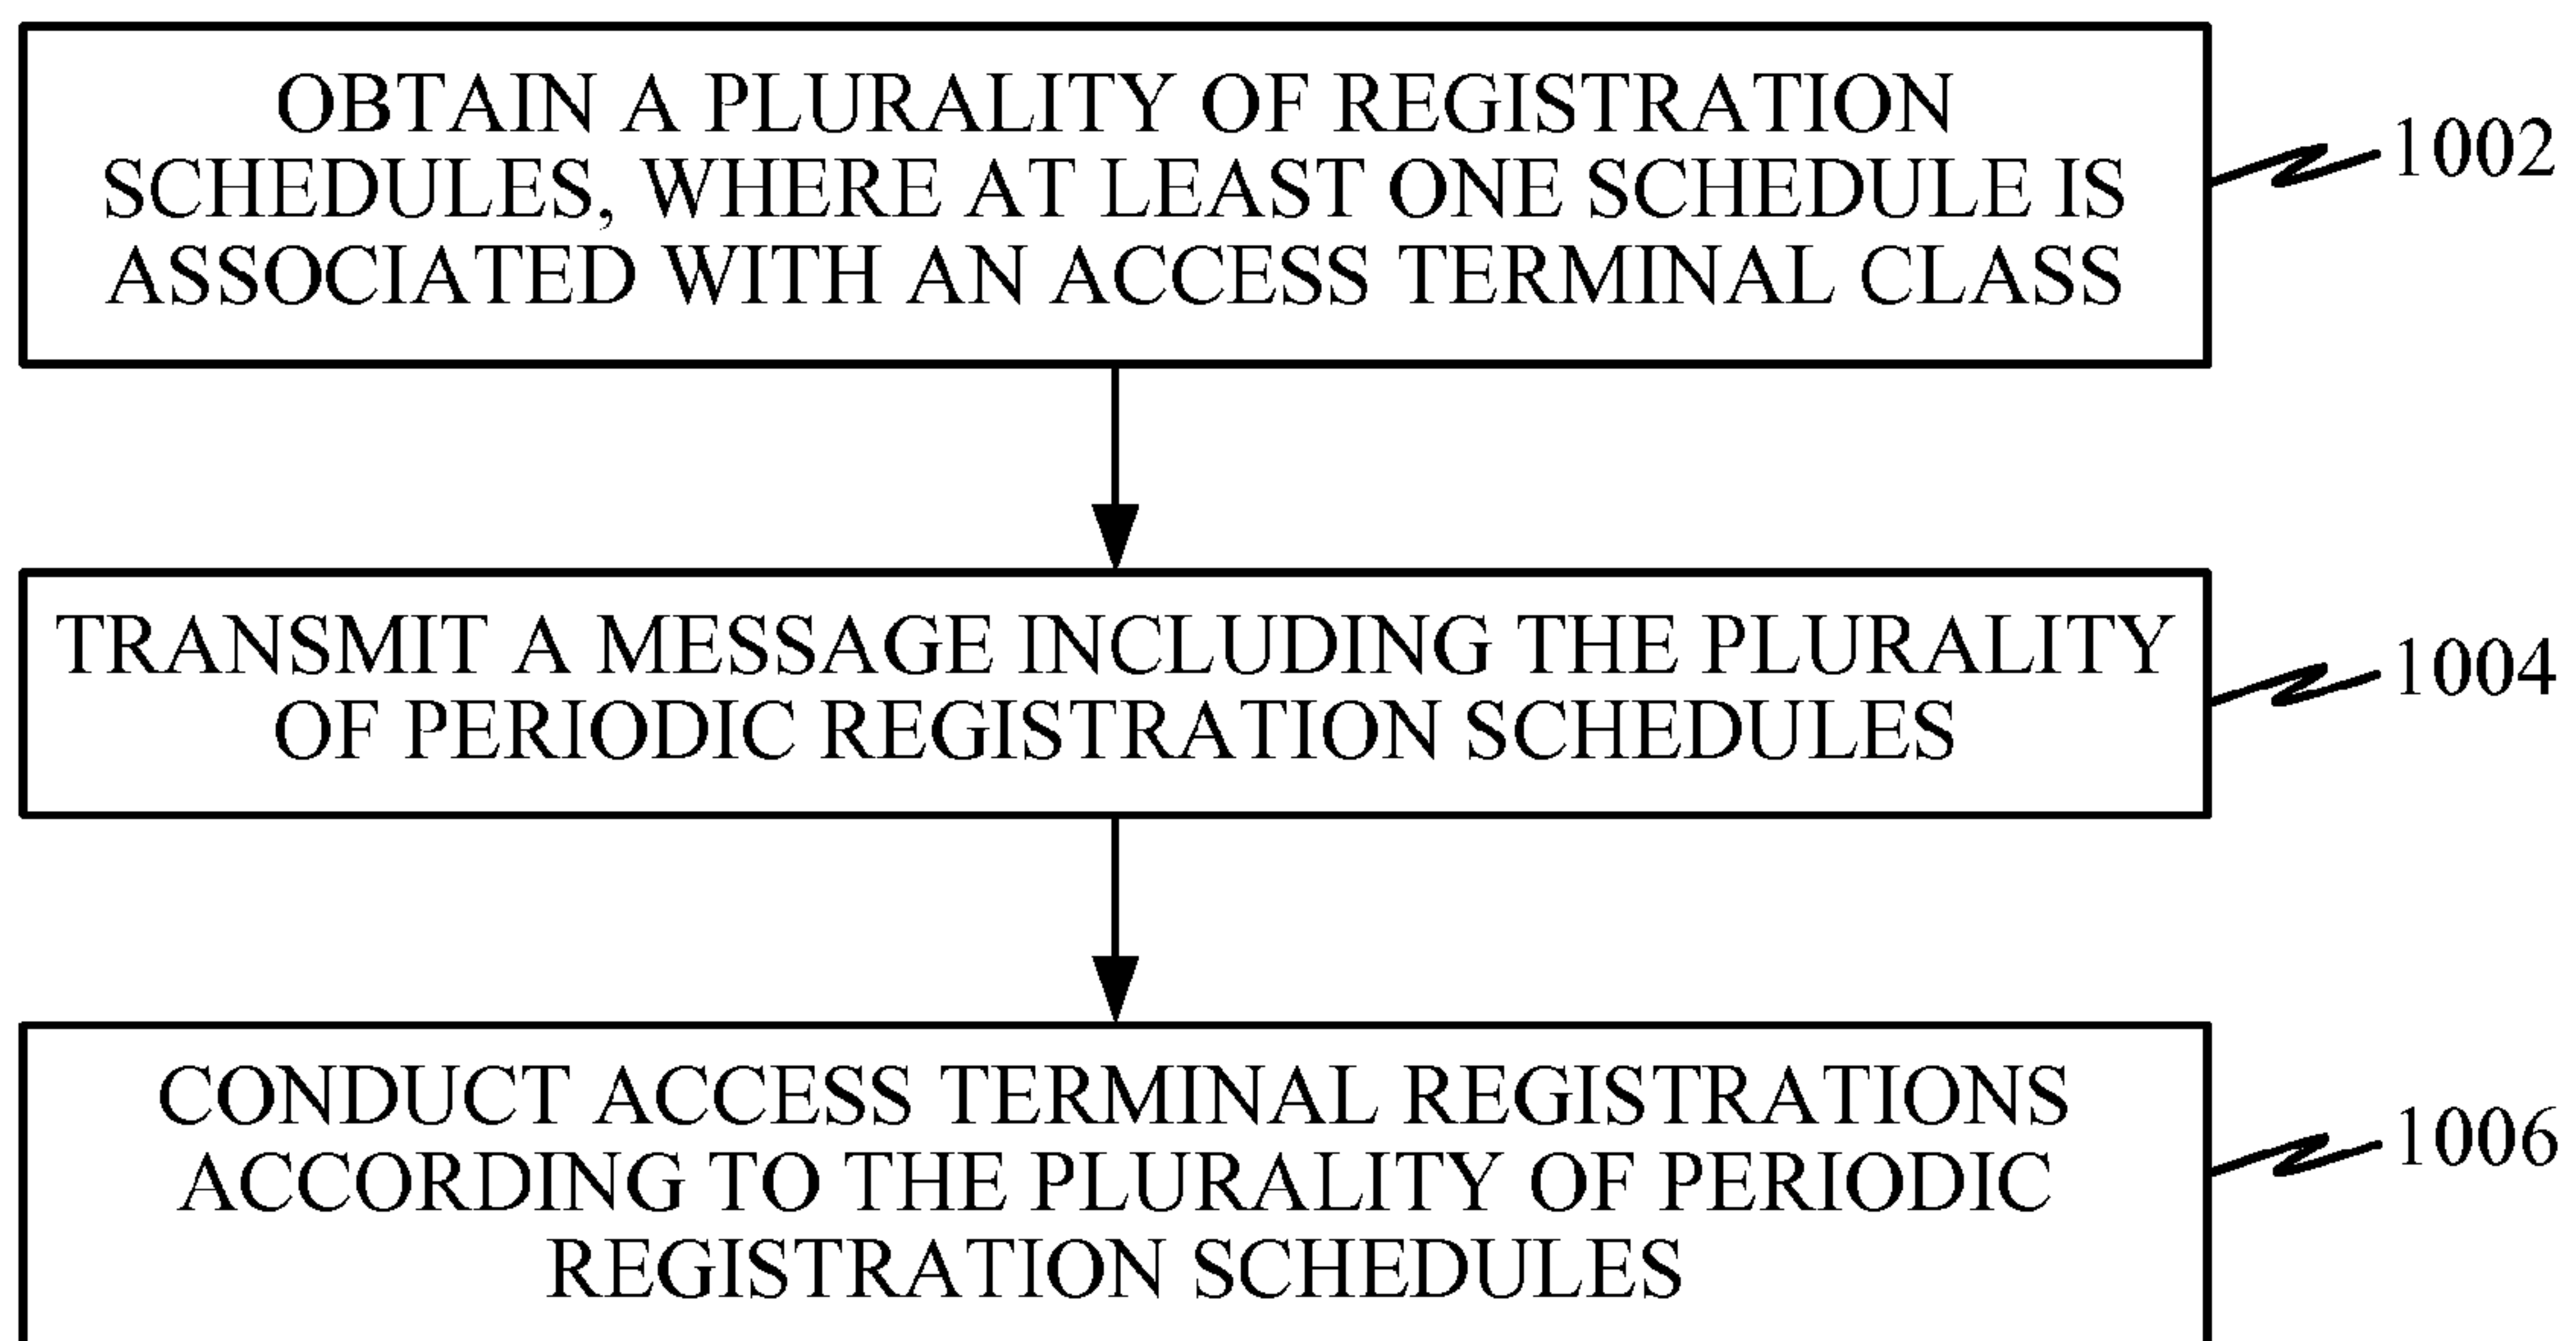 OBTAIN A PLURALITY OF REGISTRATION
SCHEDULES, WHERE AT LEAST ONE SCHEDULE IS
ASSOCIATED WITH AN ACCESS TERMINAL CLASS
1002
TRANSMIT A MESSAGE INCLUDING THE PLURALITY
OF PERIODIC REGISTRATION SCHEDULES
1004
CONDUCT ACCESS TERMINAL REGISTRATIONS
ACCORDING TO THE PLURALITY OF PERIODIC
REGISTRATION SCHEDULES
1006